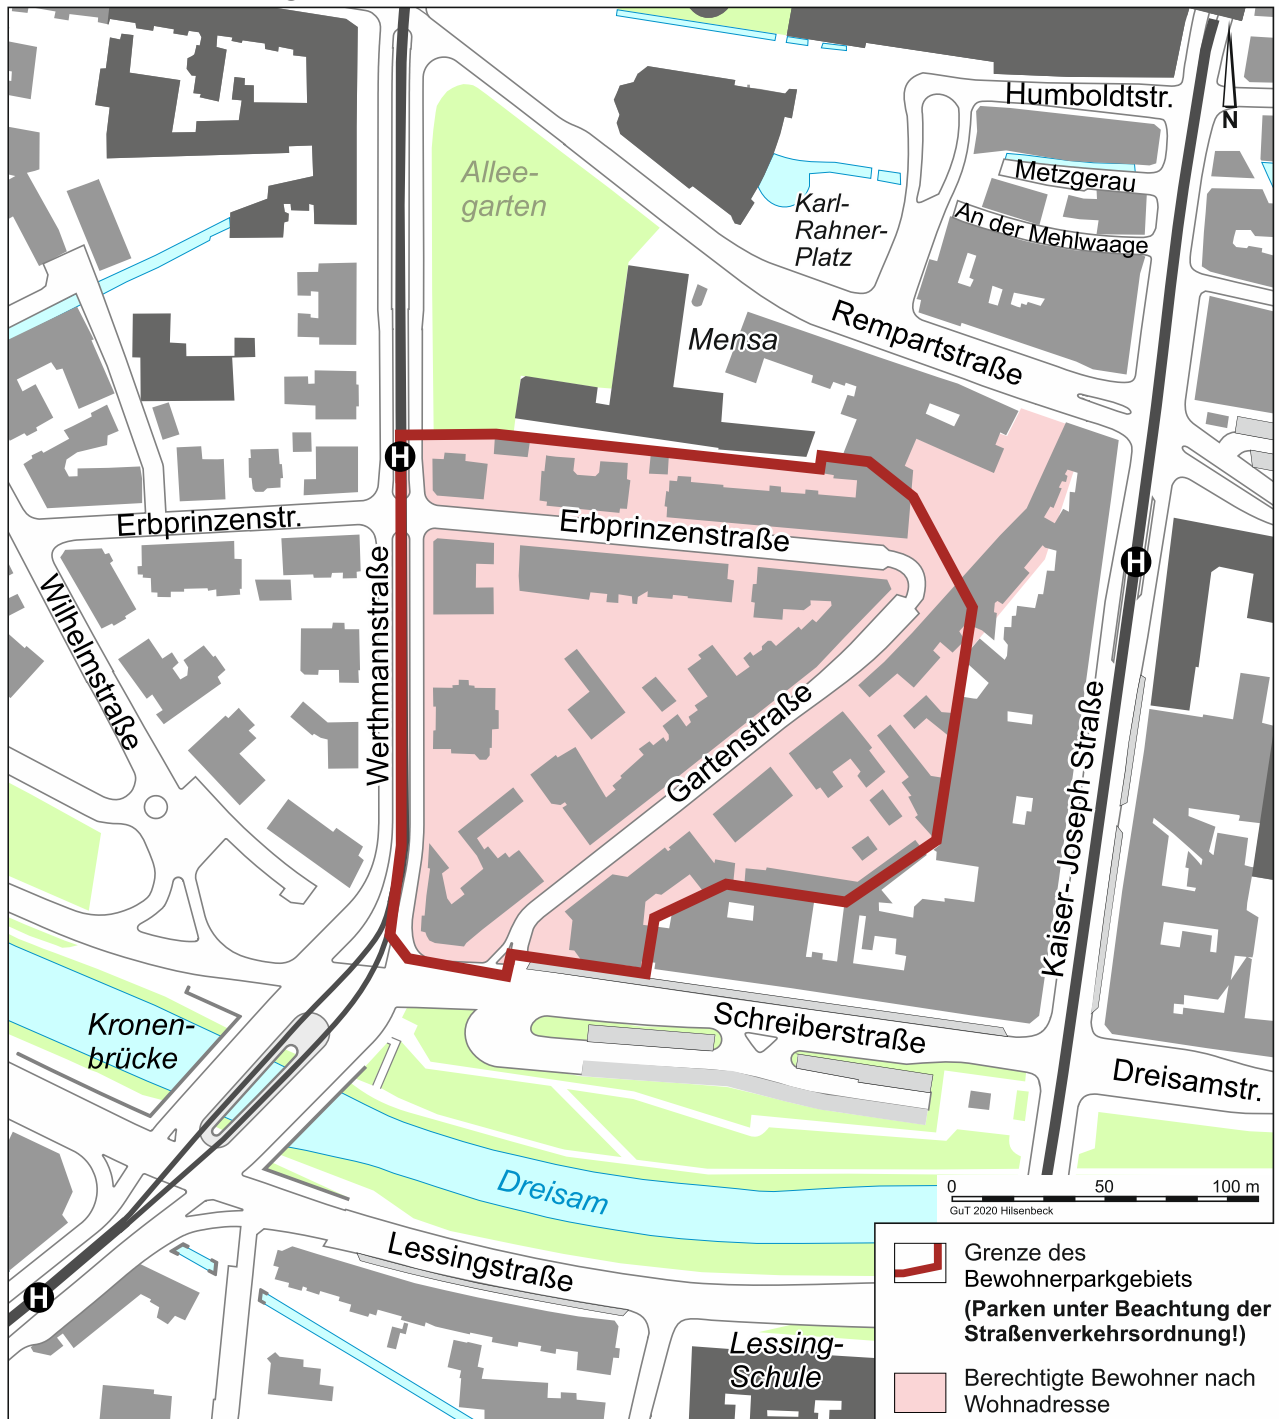 Humboldtstr.
N
Metzgerau
An der Mehlwaage
Allee-
garten
Karl-
Rahner-
Platz
Rempartstraße
Mensa
H
Erbprinzenstr.
Erbprinzenstraße
H
Wilhelmstraße
Werthmannstraße
Gartenstraße
Kaiser-Joseph-Straße
Kronen-
brücke
Schreiberstraße
Dreisamstr.
Dreisam
0 50 100 m
GuT 2020 Hilsenbeck
Lessingstraße
H
Lessing-
Schule
Grenze des
Bewohnerparkgebiets
(Parken unter Beachtung der
Straßenverkehrsordnung!)
Berechtigte Bewohner nach
Wohnadresse